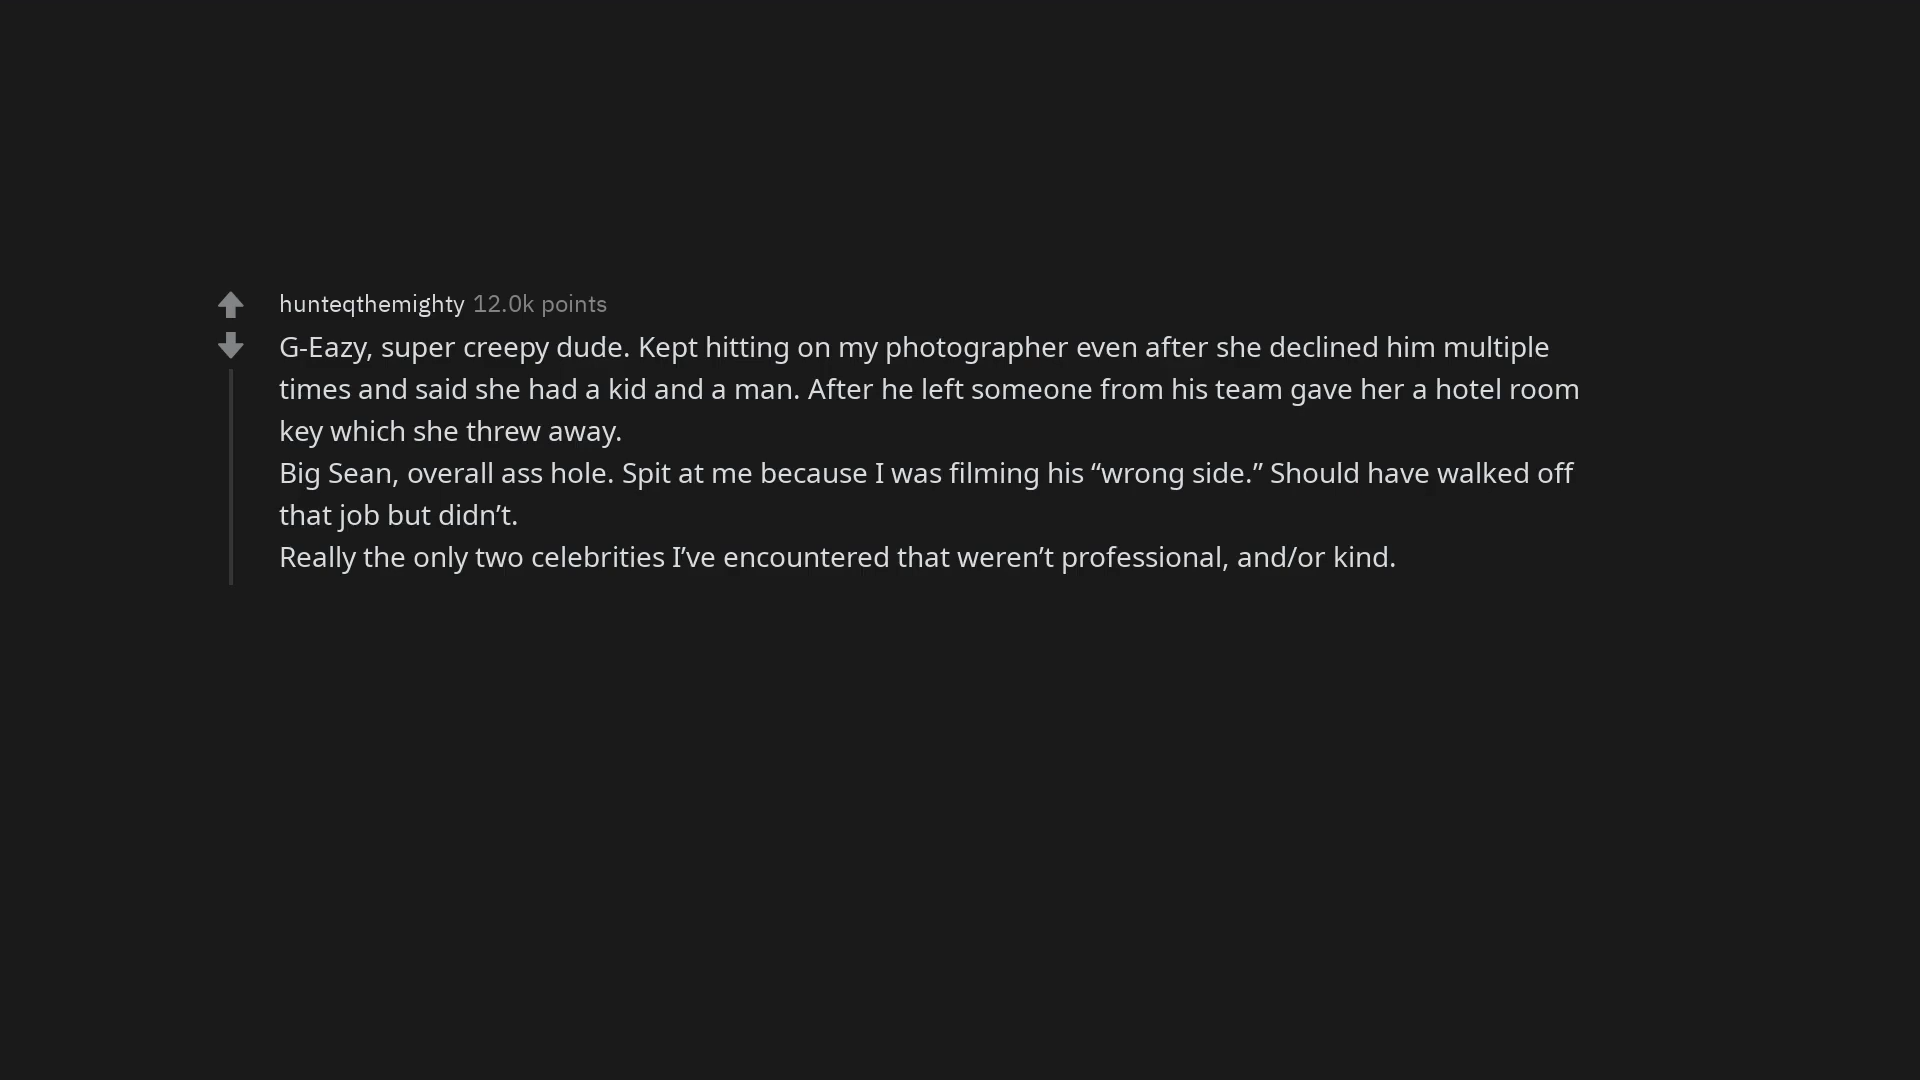 hunteqthemighty 12.0k points
G-Eazy, super creepy dude. Kept hitting on my photographer even after she declined him multiple
times and said she had a kid and a man. After he left someone from his team gave her a hotel room
key which she threw away.
Big Sean, overall ass hole. Spit at me because I was filming his “wrong side.” Should have walked off
that job but didn’t.
Really the only two celebrities I’ve encountered that weren’t professional, and/or kind.